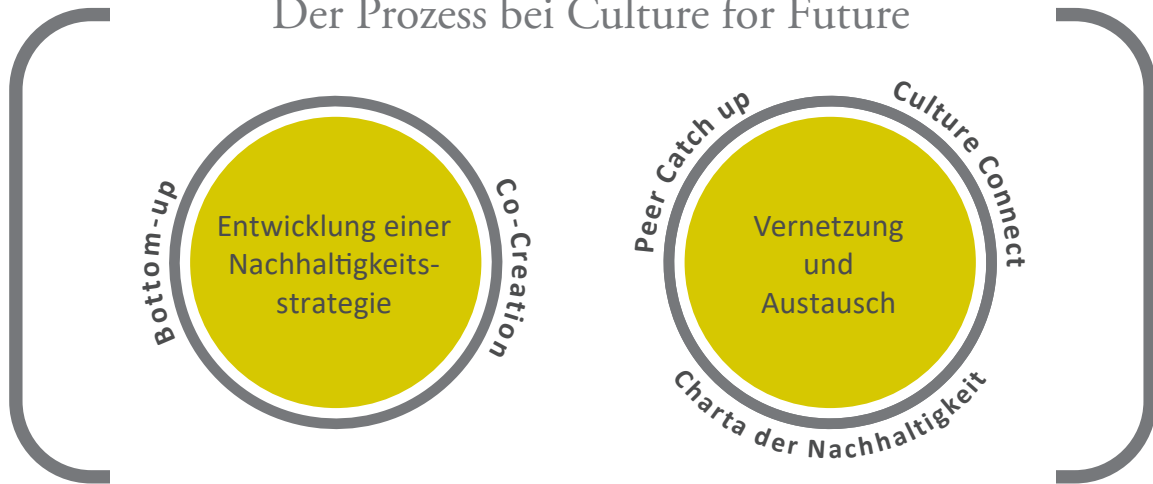 Der Prozess bei Culture for Future
Bottom-up
Entwicklung einer
Nachhaltigkeits-
strategie
Co-Creation
Peer Catch up
Culture Connect
Vernetzung
und
Austausch
Charta der Nachhaltigkeit